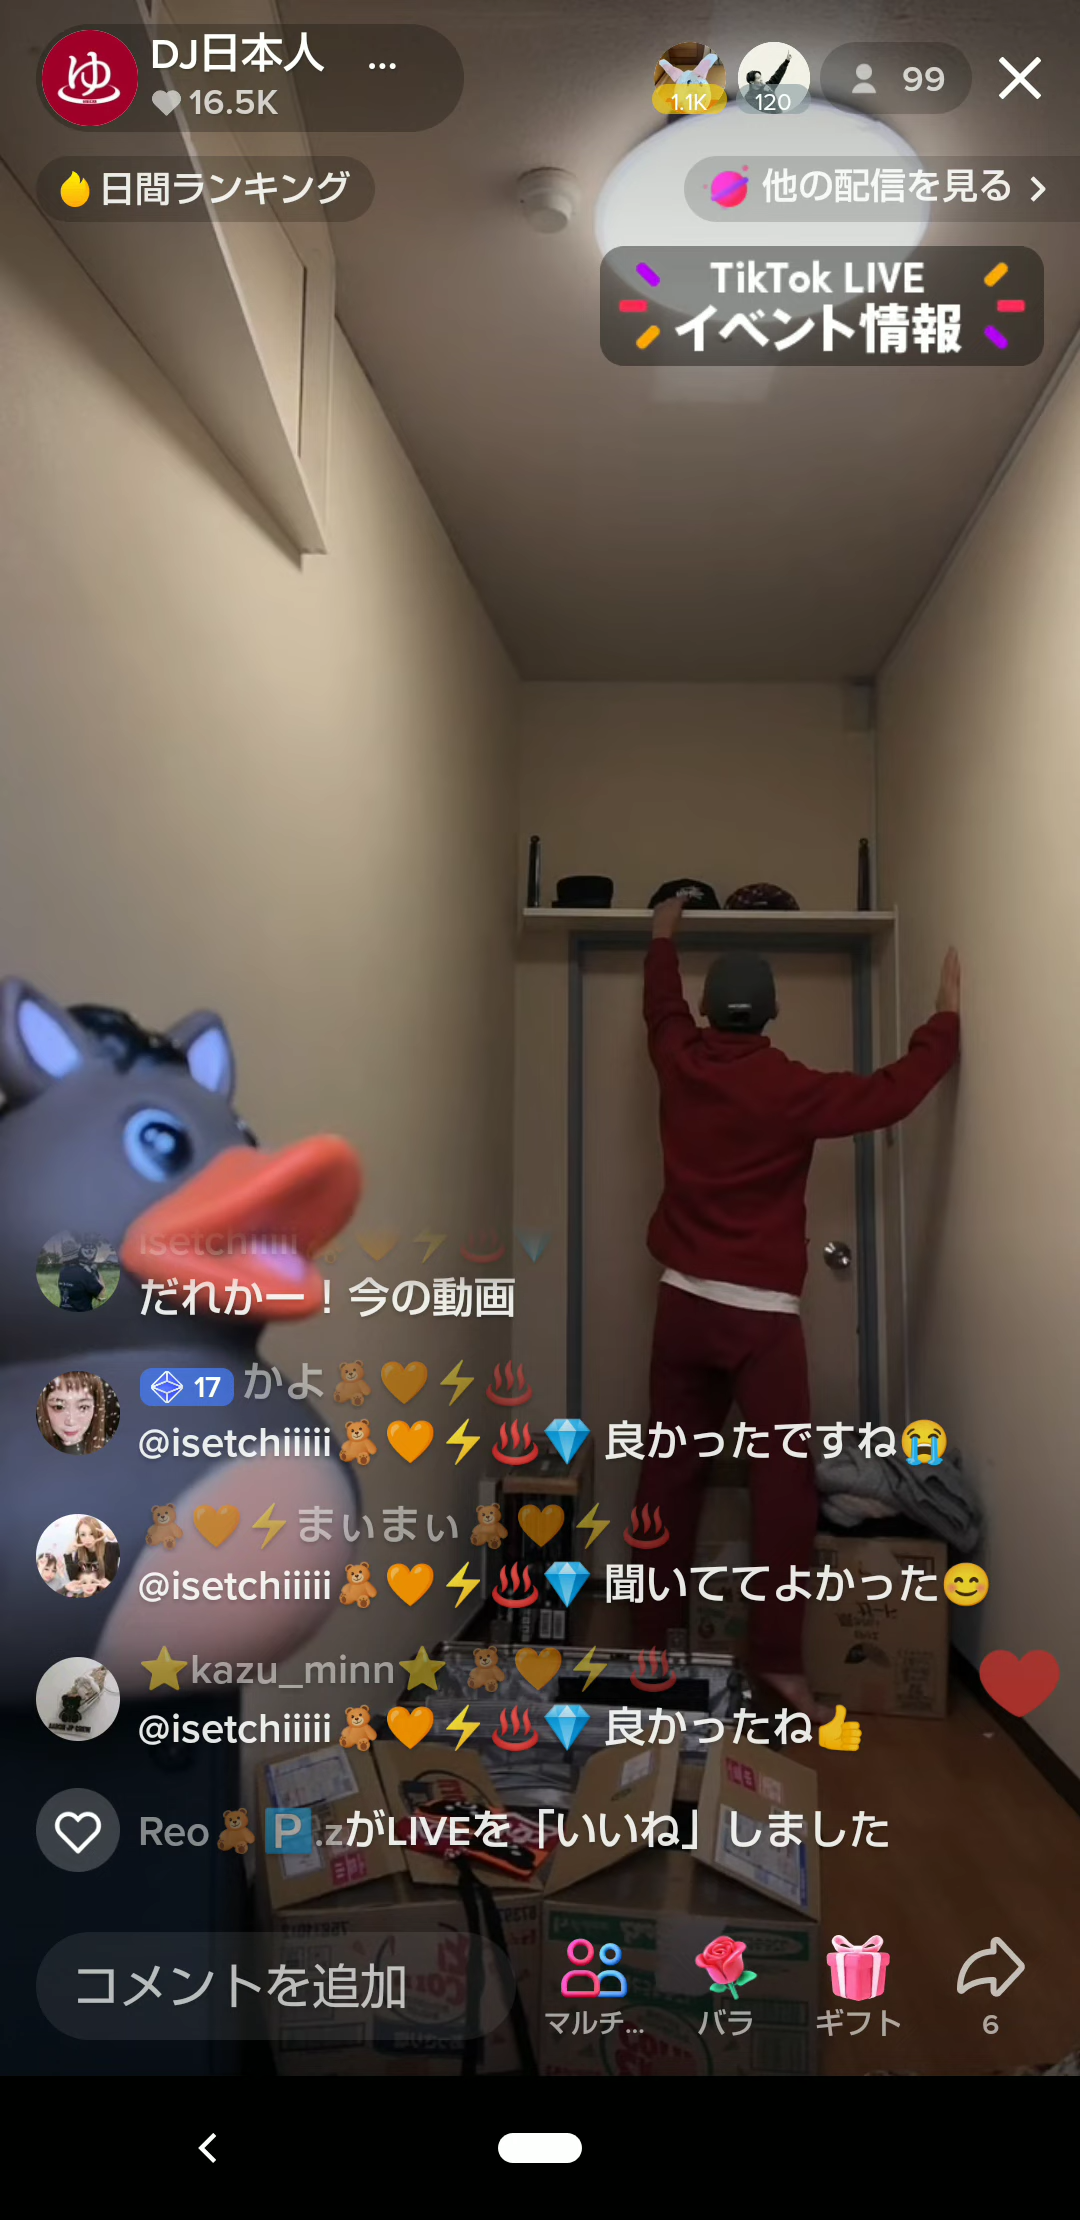 ゆ
DJ日本人 ...
16.5K
1.1K
120
99
日間ランキング
他の配信を見る
TikTok LIVE
イベント情報
isetchiiiii🧸🧡⚡♨️💎
だれかー！今の動画
17 かよ🧸🧡⚡♨️
@isetchiiiii🧸🧡⚡♨️💎 良かったですね😭
🧸🧡⚡まぃまぃ🧸🧡⚡♨️
@isetchiiiii🧸🧡⚡♨️💎 聞いててよかった😊
⭐kazu_minn⭐ 🧸🧡⚡♨️
@isetchiiiii🧸🧡⚡♨️💎 良かったね👍
Reo🧸🅿️.zがLIVEを「いいね」しました
コメントを追加
マルチ...
バラ
ギフト
6